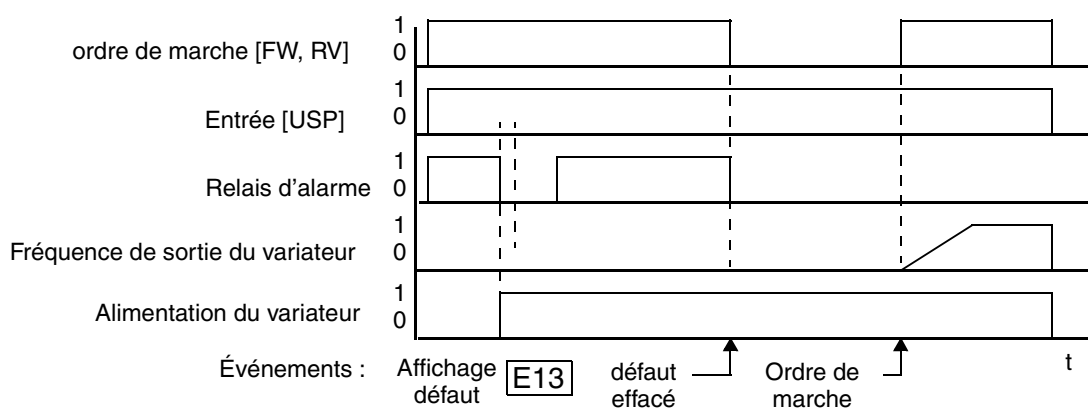 1
ordre de marche [FW, RV] 0
1
Entrée [USP] 0
1
Relais d’alarme 0
1
Fréquence de sortie du variateur 0
1
Alimentation du variateur 0
Événements : Affichage défaut E13 défaut effacé Ordre de marche t